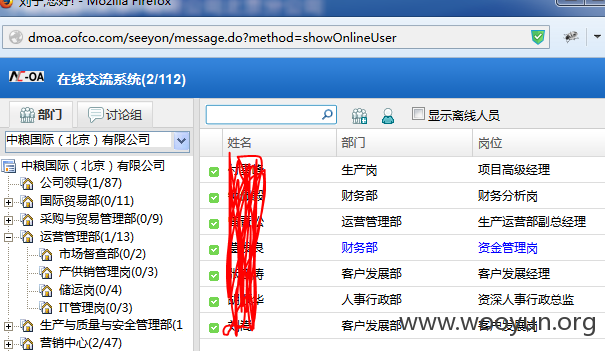 刘宁,您好! - Mozilla Firefox
dmoa.cofco.com/seeyon/message.do?method=showOnlineUser
NC-OA 在线交流系统(2/112)
部门 讨论组
中粮国际（北京）有限公司
显示离线人员
中粮国际（北京）有限公司
公司领导(1/87)
国际贸易部(0/11)
采购与贸易管理部(0/9)
运营管理部(1/13)
市场督查部(0/2)
产供销管理岗(0/3)
储运岗(0/4)
IT管理岗(0/3)
生产与质量与安全管理部(1
营销中心(2/47)
姓名 部门 岗位
生产岗 项目高级经理
财务部 财务分析岗
运营管理部 生产运营部副总经理
财务部 资金管理岗
客户发展部 客户发展经理
人事行政部 资深人事行政总监
客户发展部 客户发展岗
www.wooyun.org